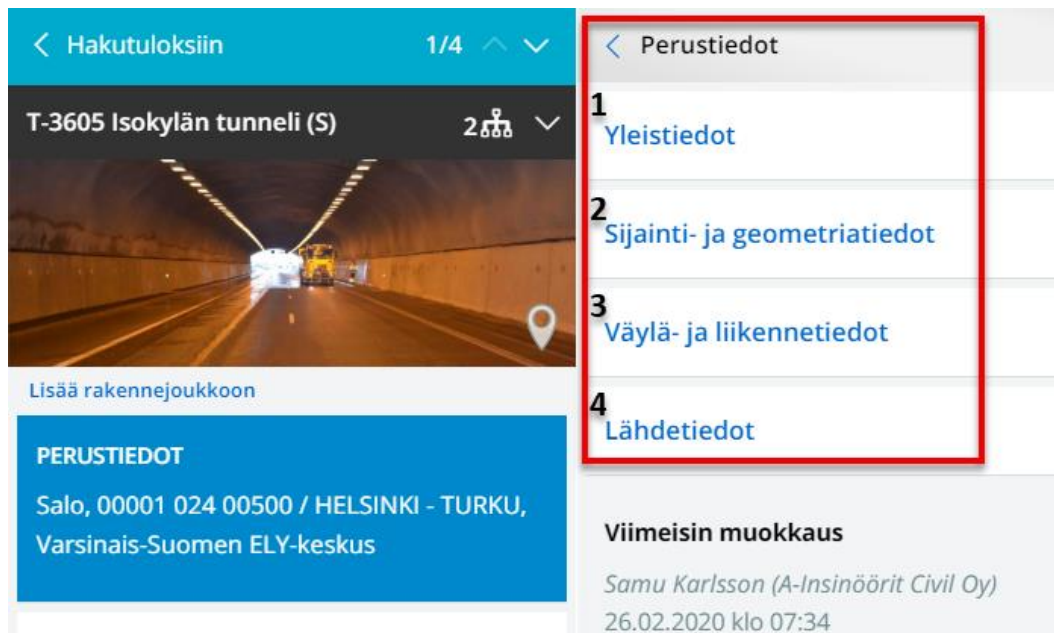 Hakutuloksiin 1/4
T-3605 Isokylän tunneli (S) 2
Lisää rakennejoukkoon
PERUSTIEDOT
Salo, 00001 024 00500 / HELSINKI - TURKU,
Varsinais-Suomen ELY-keskus
Perustiedot
1
Yleistiedot
2
Sijainti- ja geometriatiedot
3
Väylä- ja liikennetiedot
4
Lähdetiedot
Viimeisin muokkaus
Samu Karlsson (A-Insinöörit Civil Oy)
26.02.2020 klo 07:34